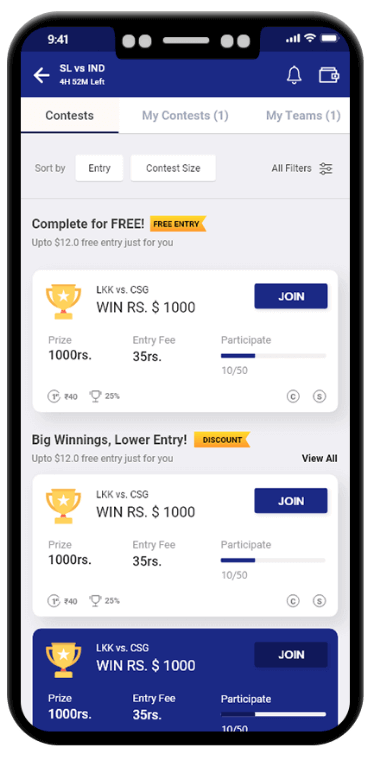 9:41
SL vs IND
4H 52M Left
Contests My Contests (1) My Teams (1)
Sort by Entry Contest Size All Filters
Complete for FREE! FREE ENTRY
Upto $12.0 free entry just for you
LKK vs. CSG
WIN RS. $ 1000
JOIN
Prize Entry Fee Participate
1000rs. 35rs.
10/50
1st ₹40 25% C S
Big Winnings, Lower Entry! DISCOUNT
Upto $12.0 free entry just for you View All
LKK vs. CSG
WIN RS. $ 1000
JOIN
Prize Entry Fee Participate
1000rs. 35rs.
10/50
1st ₹40 25% C S
LKK vs. CSG
WIN RS. $ 1000
JOIN
Prize Entry Fee Participate
1000rs. 35rs.
10/50